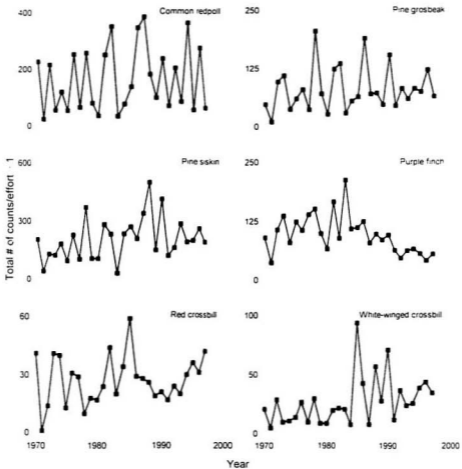 Common redpoll
400
200
0
Pine grosbeak
250
125
0
Total # of counts/effort · 1
Pine siskin
600
300
0
Purple finch
250
125
0
Red crossbill
60
30
0
1970 1980 1990 2000
White-winged crossbill
100
50
0
1970 1980 1990 2000
Year